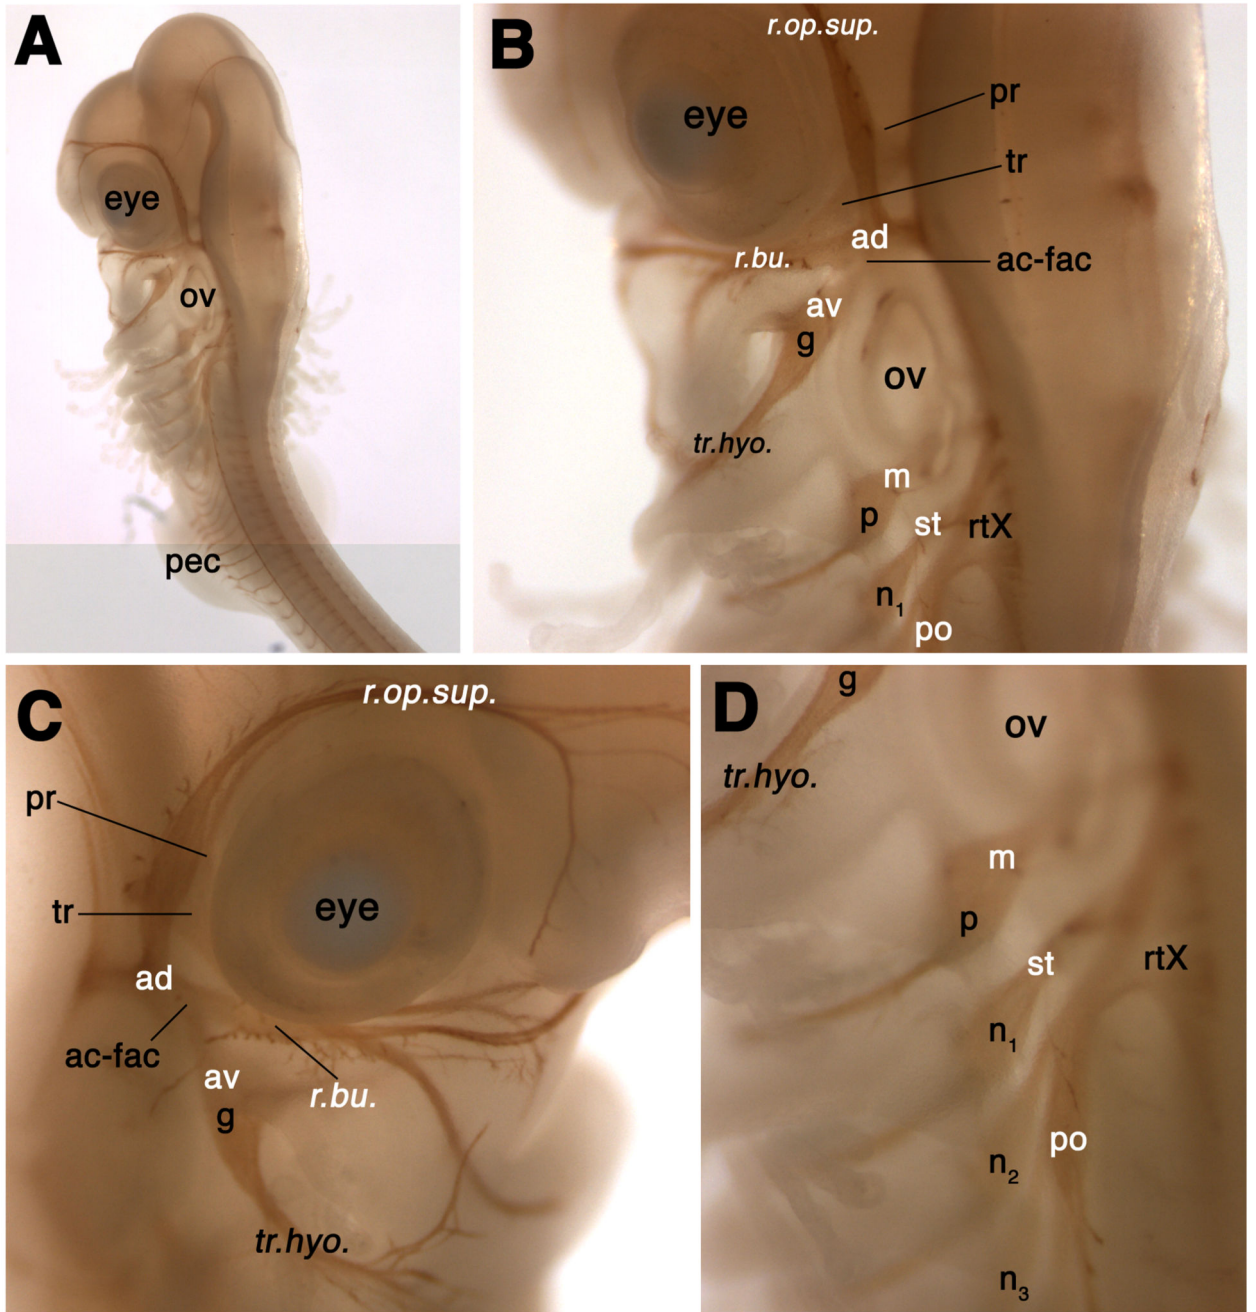 A
eye
ov
pec
B
r.op.sup.
eye
pr
tr
ad
r.bu.
ac-fac
av
g
ov
tr.hyo.
m
p
st
rtX
n1
po
C
r.op.sup.
pr
tr
eye
ad
ac-fac
av
r.bu.
g
tr.hyo.
D
g
ov
tr.hyo.
m
p
st
rtX
n1
po
n2
n3